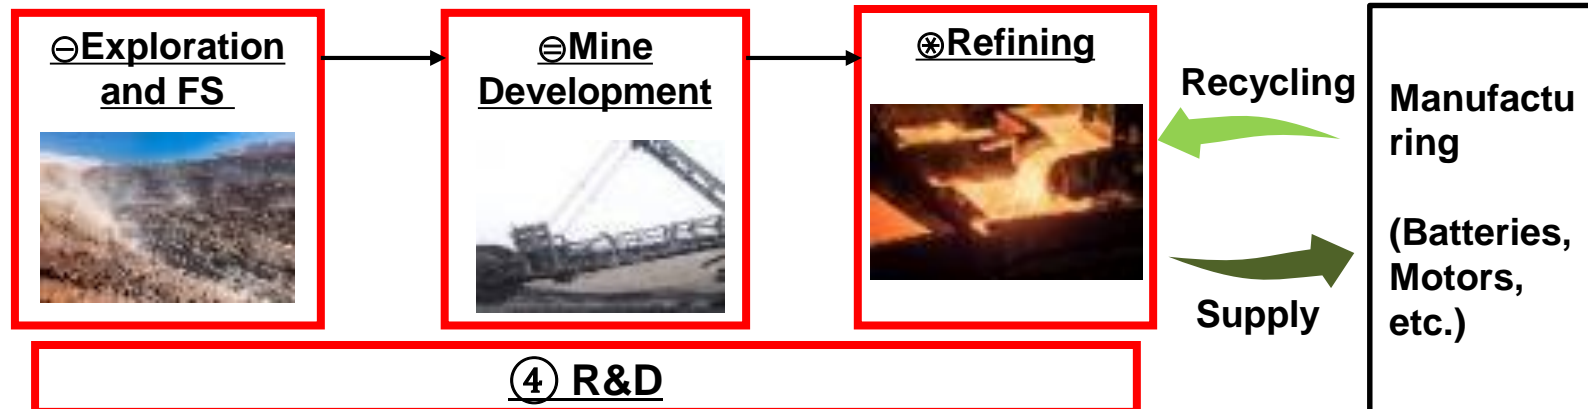 ⊖Exploration
and FS
⊜Mine
Development
⊛Refining
Recycling
Supply
Manufactu
ring
(Batteries,
Motors,
etc.)
④ R&D